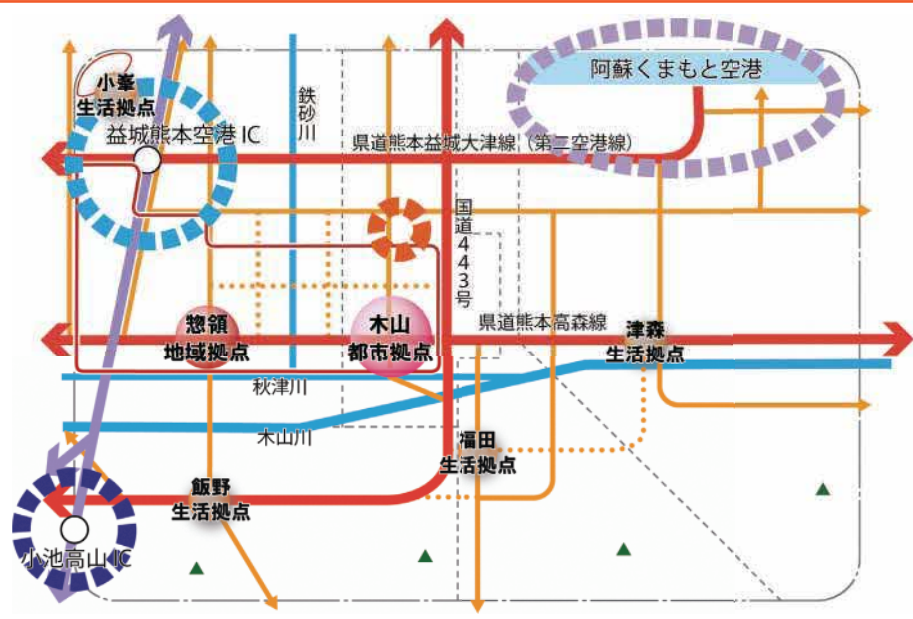 阿蘇くまもと空港
小峯
生活拠点
益城熊本空港 IC
鉄砂川
県道熊本益城大津線（第二空港線）
国道443号
惣領
地域拠点
木山
都市拠点
県道熊本高森線
津森
生活拠点
秋津川
木山川
福田
生活拠点
飯野
生活拠点
小池高山 IC